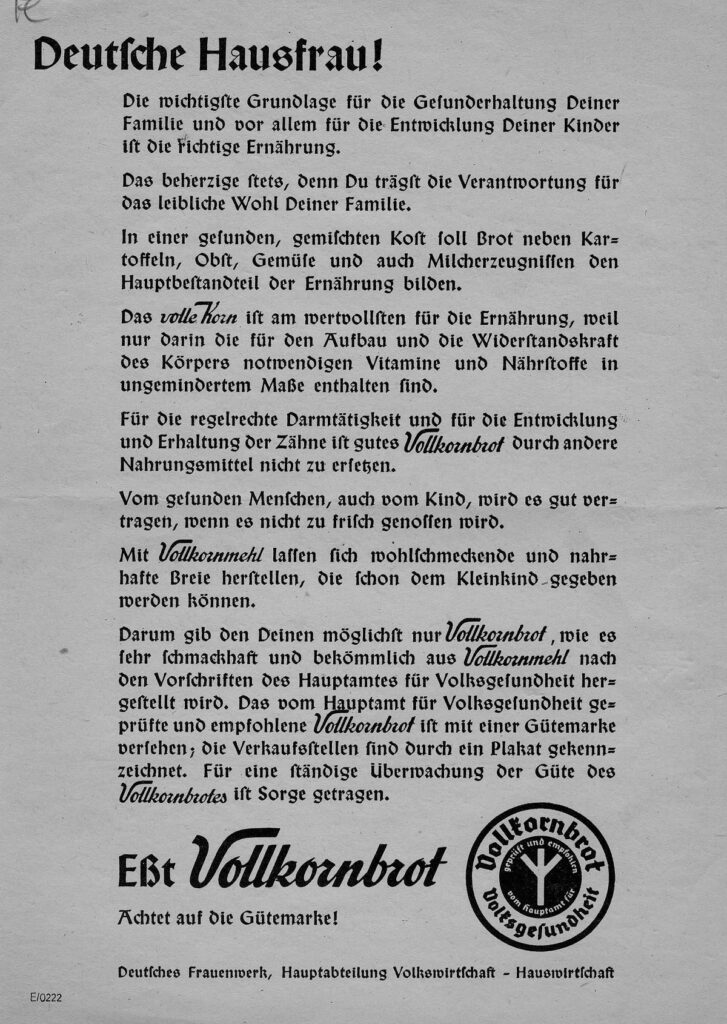 Deutſche Hausfrau!
Die wichtigſte Grundlage für die Geſunderhaltung Deiner
Familie und vor allem für die Entwicklung Deiner Kinder
iſt die richtige Ernährung.
Das beherzige ſtets, denn Du trägſt die Verantwortung für
das leibliche Wohl Deiner Familie.
In einer geſunden, gemiſchten Koſt ſoll Brot neben Kar=
toffeln, Obſt, Gemüſe und auch Milcherzeugniſſen den
Hauptbeſtandteil der Ernährung bilden.
Das volle Korn iſt am wertvollſten für die Ernährung, weil
nur darin die für den Aufbau und die Widerſtandskraft
des Körpers notwendigen Vitamine und Nährſtoffe in
ungemindertem Maße enthalten ſind.
Für die regelrechte Darmtätigkeit und für die Entwicklung
und Erhaltung der Zähne iſt gutes Vollkornbrot durch andere
Nahrungsmittel nicht zu erſetzen.
Vom geſunden Menſchen, auch vom Kind, wird es gut ver=
tragen, wenn es nicht zu friſch genoſſen wird.
Mit Vollkornmehl laſſen ſich wohlſchmeckende und nahr=
hafte Breie herſtellen, die ſchon dem Kleinkind gegeben
werden können.
Darum gib den Deinen möglichſt nur Vollkornbrot, wie es
ſehr ſchmackhaft und bekömmlich aus Vollkornmehl nach
den Vorſchriften des Hauptamtes für Volksgeſundheit her=
geſtellt wird. Das vom Hauptamt für Volksgeſundheit ge=
prüfte und empfohlene Vollkornbrot iſt mit einer Gütemarke
verſehen; die Verkaufsſtellen ſind durch ein Plakat gekenn=
zeichnet. Für eine ſtändige Überwachung der Güte des
Vollkornbrotes iſt Sorge getragen.
Eßt Vollkornbrot
Achtet auf die Gütemarke!
Vollkornbrot
geprüft und empfohlen
vom Hauptamt für
Volksgeſundheit
Deutſches Frauenwerk, Hauptabteilung Volkswirtſchaft - Hauswirtſchaft
E/0222